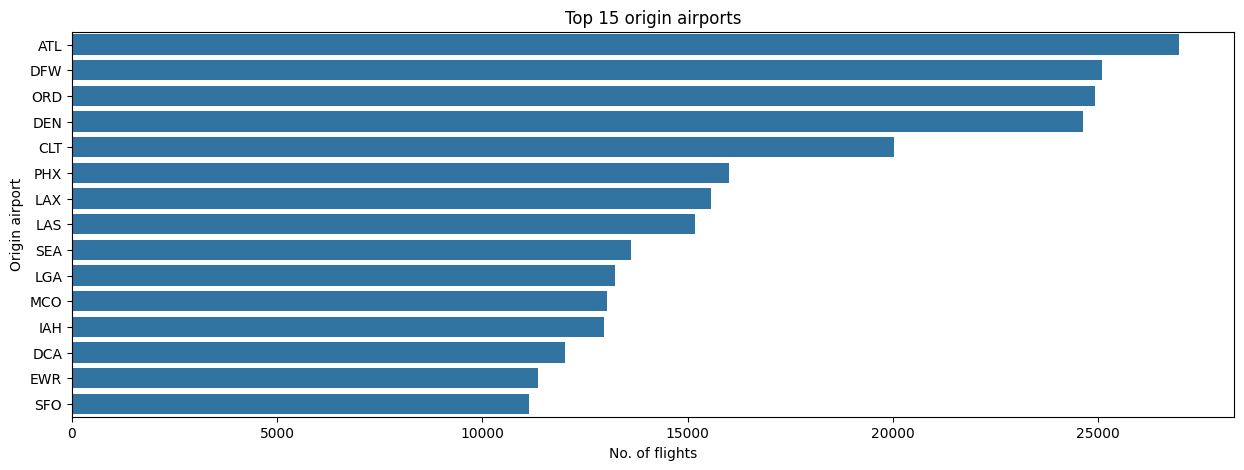 Top 15 origin airports
Origin airport
ATL
DFW
ORD
DEN
CLT
PHX
LAX
LAS
SEA
LGA
MCO
IAH
DCA
EWR
SFO
0 5000 10000 15000 20000 25000
No. of flights